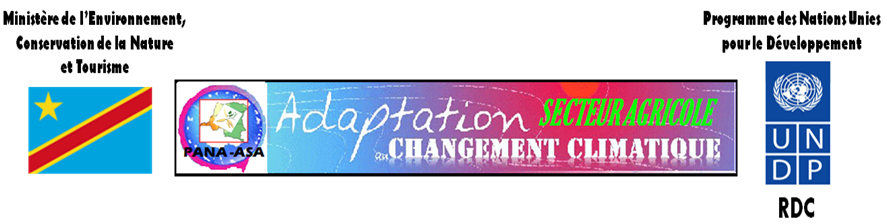 Ministère de l'Environnement,
Conservation de la Nature
et Tourisme
PANA-ASA
Adaptation SECTEUR AGRICOLE
au CHANGEMENT CLIMATIQUE
Programme des Nations Unies
pour le Développement
U N
D P
RDC